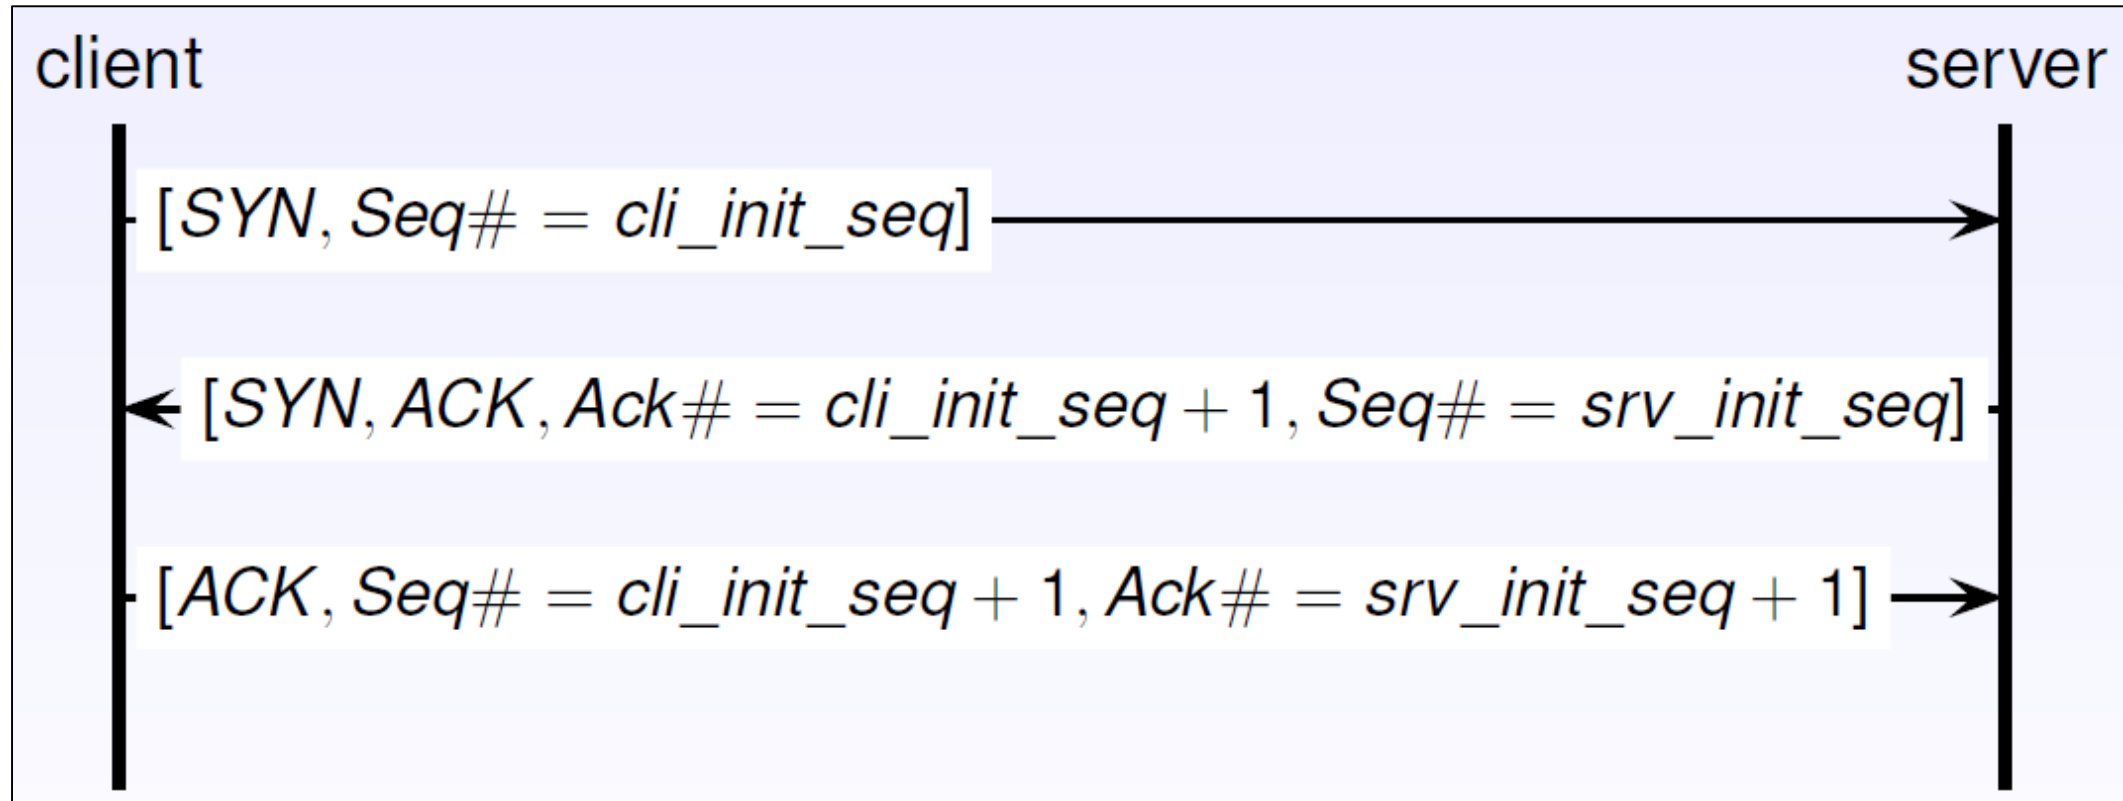 client server
[SYN, Seq# = cli_init_seq]
[SYN, ACK, Ack# = cli_init_seq + 1, Seq# = srv_init_seq]
[ACK, Seq# = cli_init_seq + 1, Ack# = srv_init_seq + 1]